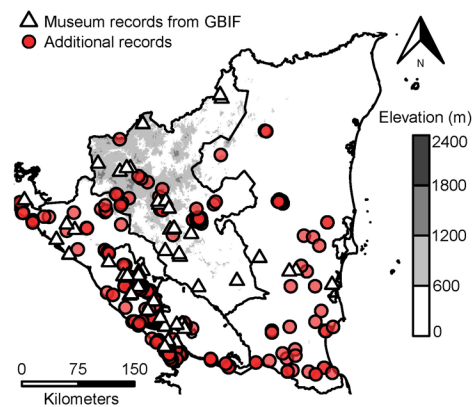 Museum records from GBIF
Additional records
N
Elevation (m)
2400
1800
1200
600
0
0 75 150
Kilometers